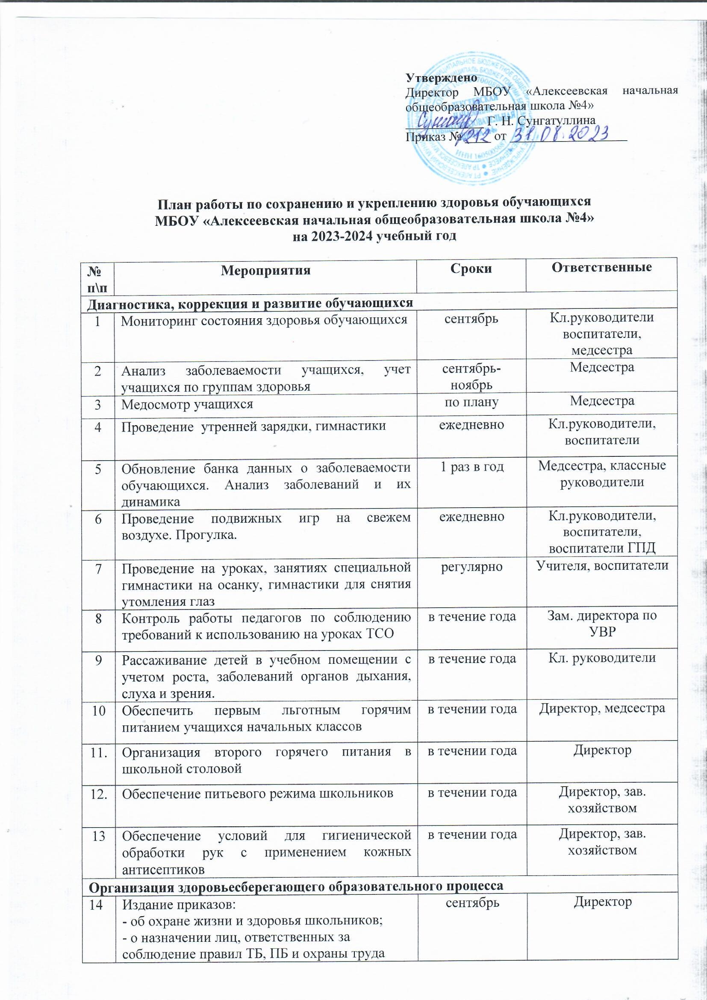 Утверждено
Директор МБОУ «Алексеевская начальная
общеобразовательная школа №4»
Г. Н. Сунгатуллина
Приказ № 212 от 31.08.2023
ИНН 1605005687
План работы по сохранению и укреплению здоровья обучающихся
МБОУ «Алексеевская начальная общеобразовательная школа №4»
на 2023-2024 учебный год
№ Мероприятия Сроки Ответственные
п\п
Диагностика, коррекция и развитие обучающихся
1 Мониторинг состояния здоровья обучающихся сентябрь Кл.руководители
воспитатели,
медсестра
2 Анализ заболеваемости учащихся, учет сентябрь- Медсестра
учащихся по группам здоровья ноябрь
3 Медосмотр учащихся по плану Медсестра
4 Проведение утренней зарядки, гимнастики ежедневно Кл.руководители,
воспитатели
5 Обновление банка данных о заболеваемости 1 раз в год Медсестра, классные
обучающихся. Анализ заболеваний и их руководители
динамика
6 Проведение подвижных игр на свежем ежедневно Кл.руководители,
воздухе. Прогулка. воспитатели,
воспитатели ГПД
7 Проведение на уроках, занятиях специальной регулярно Учителя, воспитатели
гимнастики на осанку, гимнастики для снятия
утомления глаз
8 Контроль работы педагогов по соблюдению в течение года Зам. директора по
требований к использованию на уроках ТСО УВР
9 Рассаживание детей в учебном помещении с в течение года Кл. руководители
учетом роста, заболеваний органов дыхания,
слуха и зрения.
10 Обеспечить первым льготным горячим в течении года Директор, медсестра
питанием учащихся начальных классов
11. Организация второго горячего питания в в течении года Директор
школьной столовой
12. Обеспечение питьевого режима школьников в течении года Директор, зав.
хозяйством
13 Обеспечение условий для гигиенической в течении года Директор, зав.
обработки рук с применением кожных хозяйством
антисептиков
Организация здоровьесберегающего образовательного процесса
14 Издание приказов: сентябрь Директор
- об охране жизни и здоровья школьников;
- о назначении лиц, ответственных за
соблюдение правил ТБ, ПБ и охраны труда